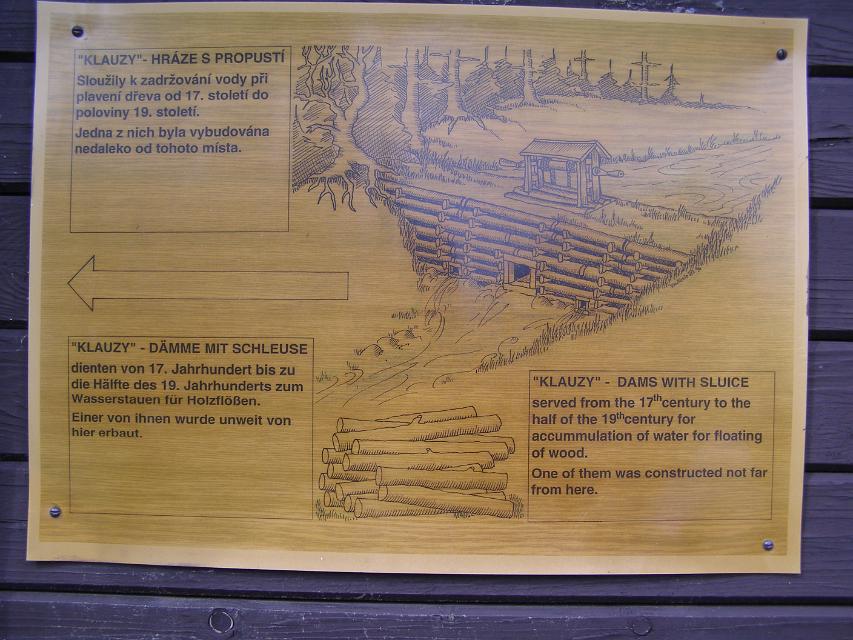 "KLAUZY"- HRÁZE S PROPUSTÍ
Sloužily k zadržování vody při
plavení dřeva od 17. století do
poloviny 19. století.
Jedna z nich byla vybudována
nedaleko od tohoto místa.
"KLAUZY" - DÄMME MIT SCHLEUSE
dienten von 17. Jahrhundert bis zu
die Hälfte des 19. Jahrhunderts zum
Wasserstauen für Holzflößen.
Einer von ihnen wurde unweit von
hier erbaut.
"KLAUZY" - DAMS WITH SLUICE
served from the 17th century to the
half of the 19th century for
accummulation of water for floating
of wood.
One of them was constructed not far
from here.